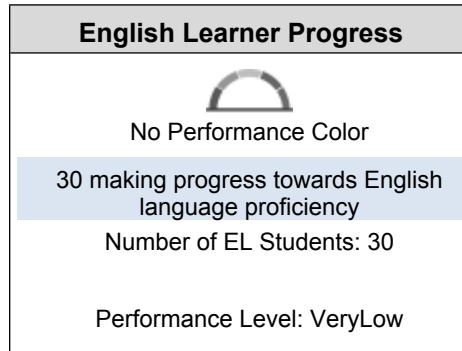 English Learner Progress
No Performance Color
30 making progress towards English
language proficiency
Number of EL Students: 30
Performance Level: VeryLow